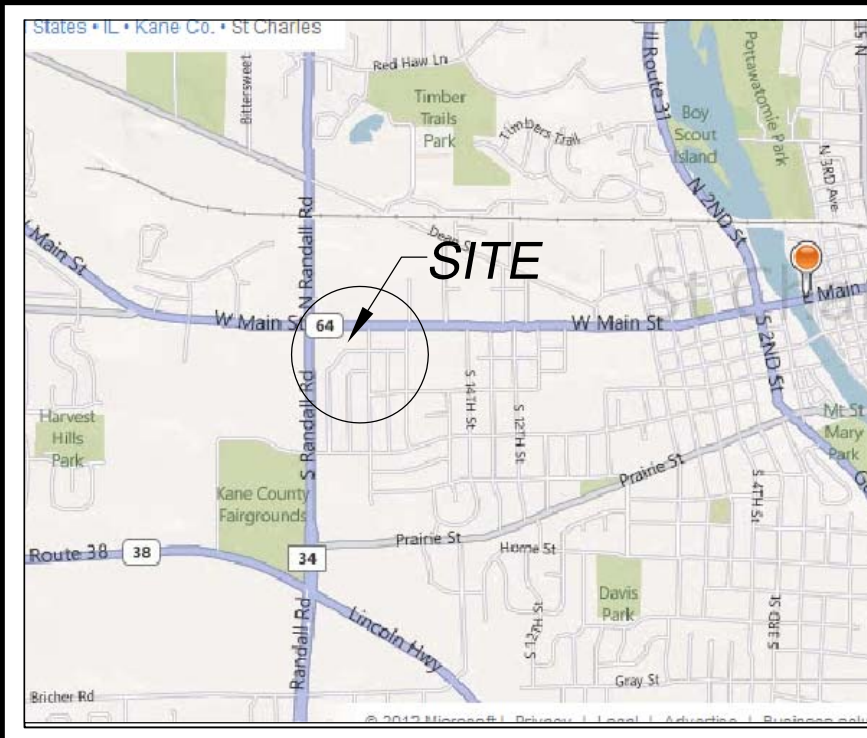 States • IL • Kane Co. • St Charles
Red Haw Ln
Bittersweet
Timber
Trails
Park
Timbers Trail
Il Route 31
Boy
Scout
Island
Pottawatomie Park
N 3RD Ave
15 N
N 2ND St
N Randall Rd
Dean S
SITE
Main St
W Main St
64
W Main St
Main
St Cha
S 2ND St
S Randall Rd
S 14TH St
S 12TH St
Harvest
Hills
Park
Mt St
Mary
Park
Kane County
Fairgrounds
Prairie St
S 4TH St
Route 38
38
34
Prairie St
Horne St
Davis
Park
Lincoln Hwy
Randall Rd
S 12TH St
Gray St
Bricher Rd
© 2012 Microsoft | Privacy | Legal | Advertise | Business